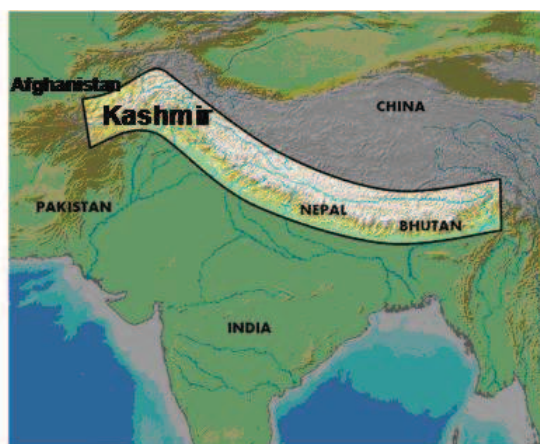 Afghanistan
Kashmir
CHINA
PAKISTAN
NEPAL
BHUTAN
INDIA